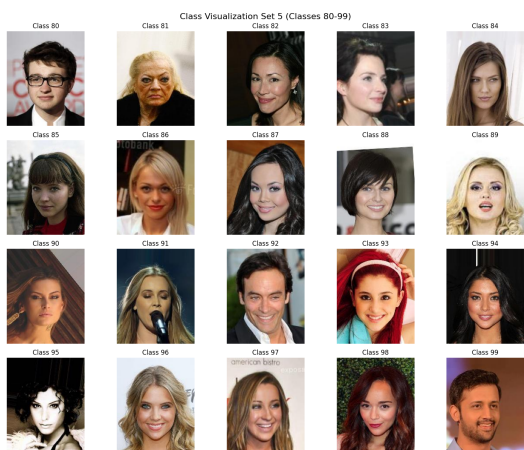 Class Visualization Set 5 (Classes 80-99)
Class 80
Class 81
Class 82
Class 83
Class 84
Class 85
Class 86
Class 87
Class 88
Class 89
Class 90
Class 91
Class 92
Class 93
Class 94
Class 95
Class 96
Class 97
Class 98
Class 99
american bistro